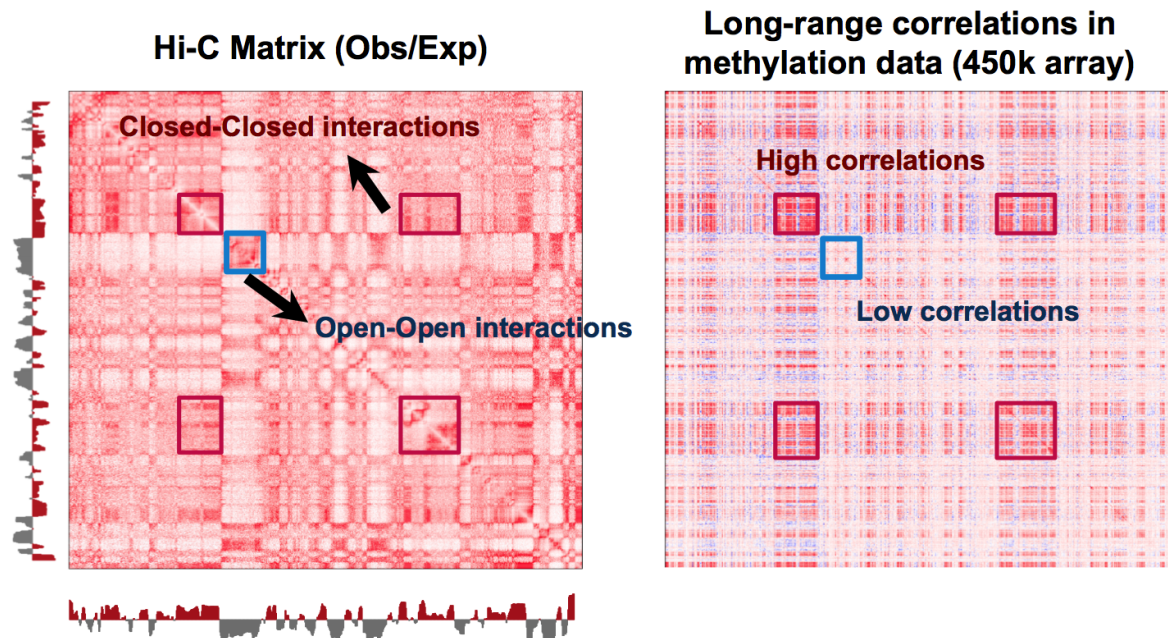 Hi-C Matrix (Obs/Exp)
Long-range correlations in
methylation data (450k array)
Closed-Closed interactions
Open-Open interactions
High correlations
Low correlations